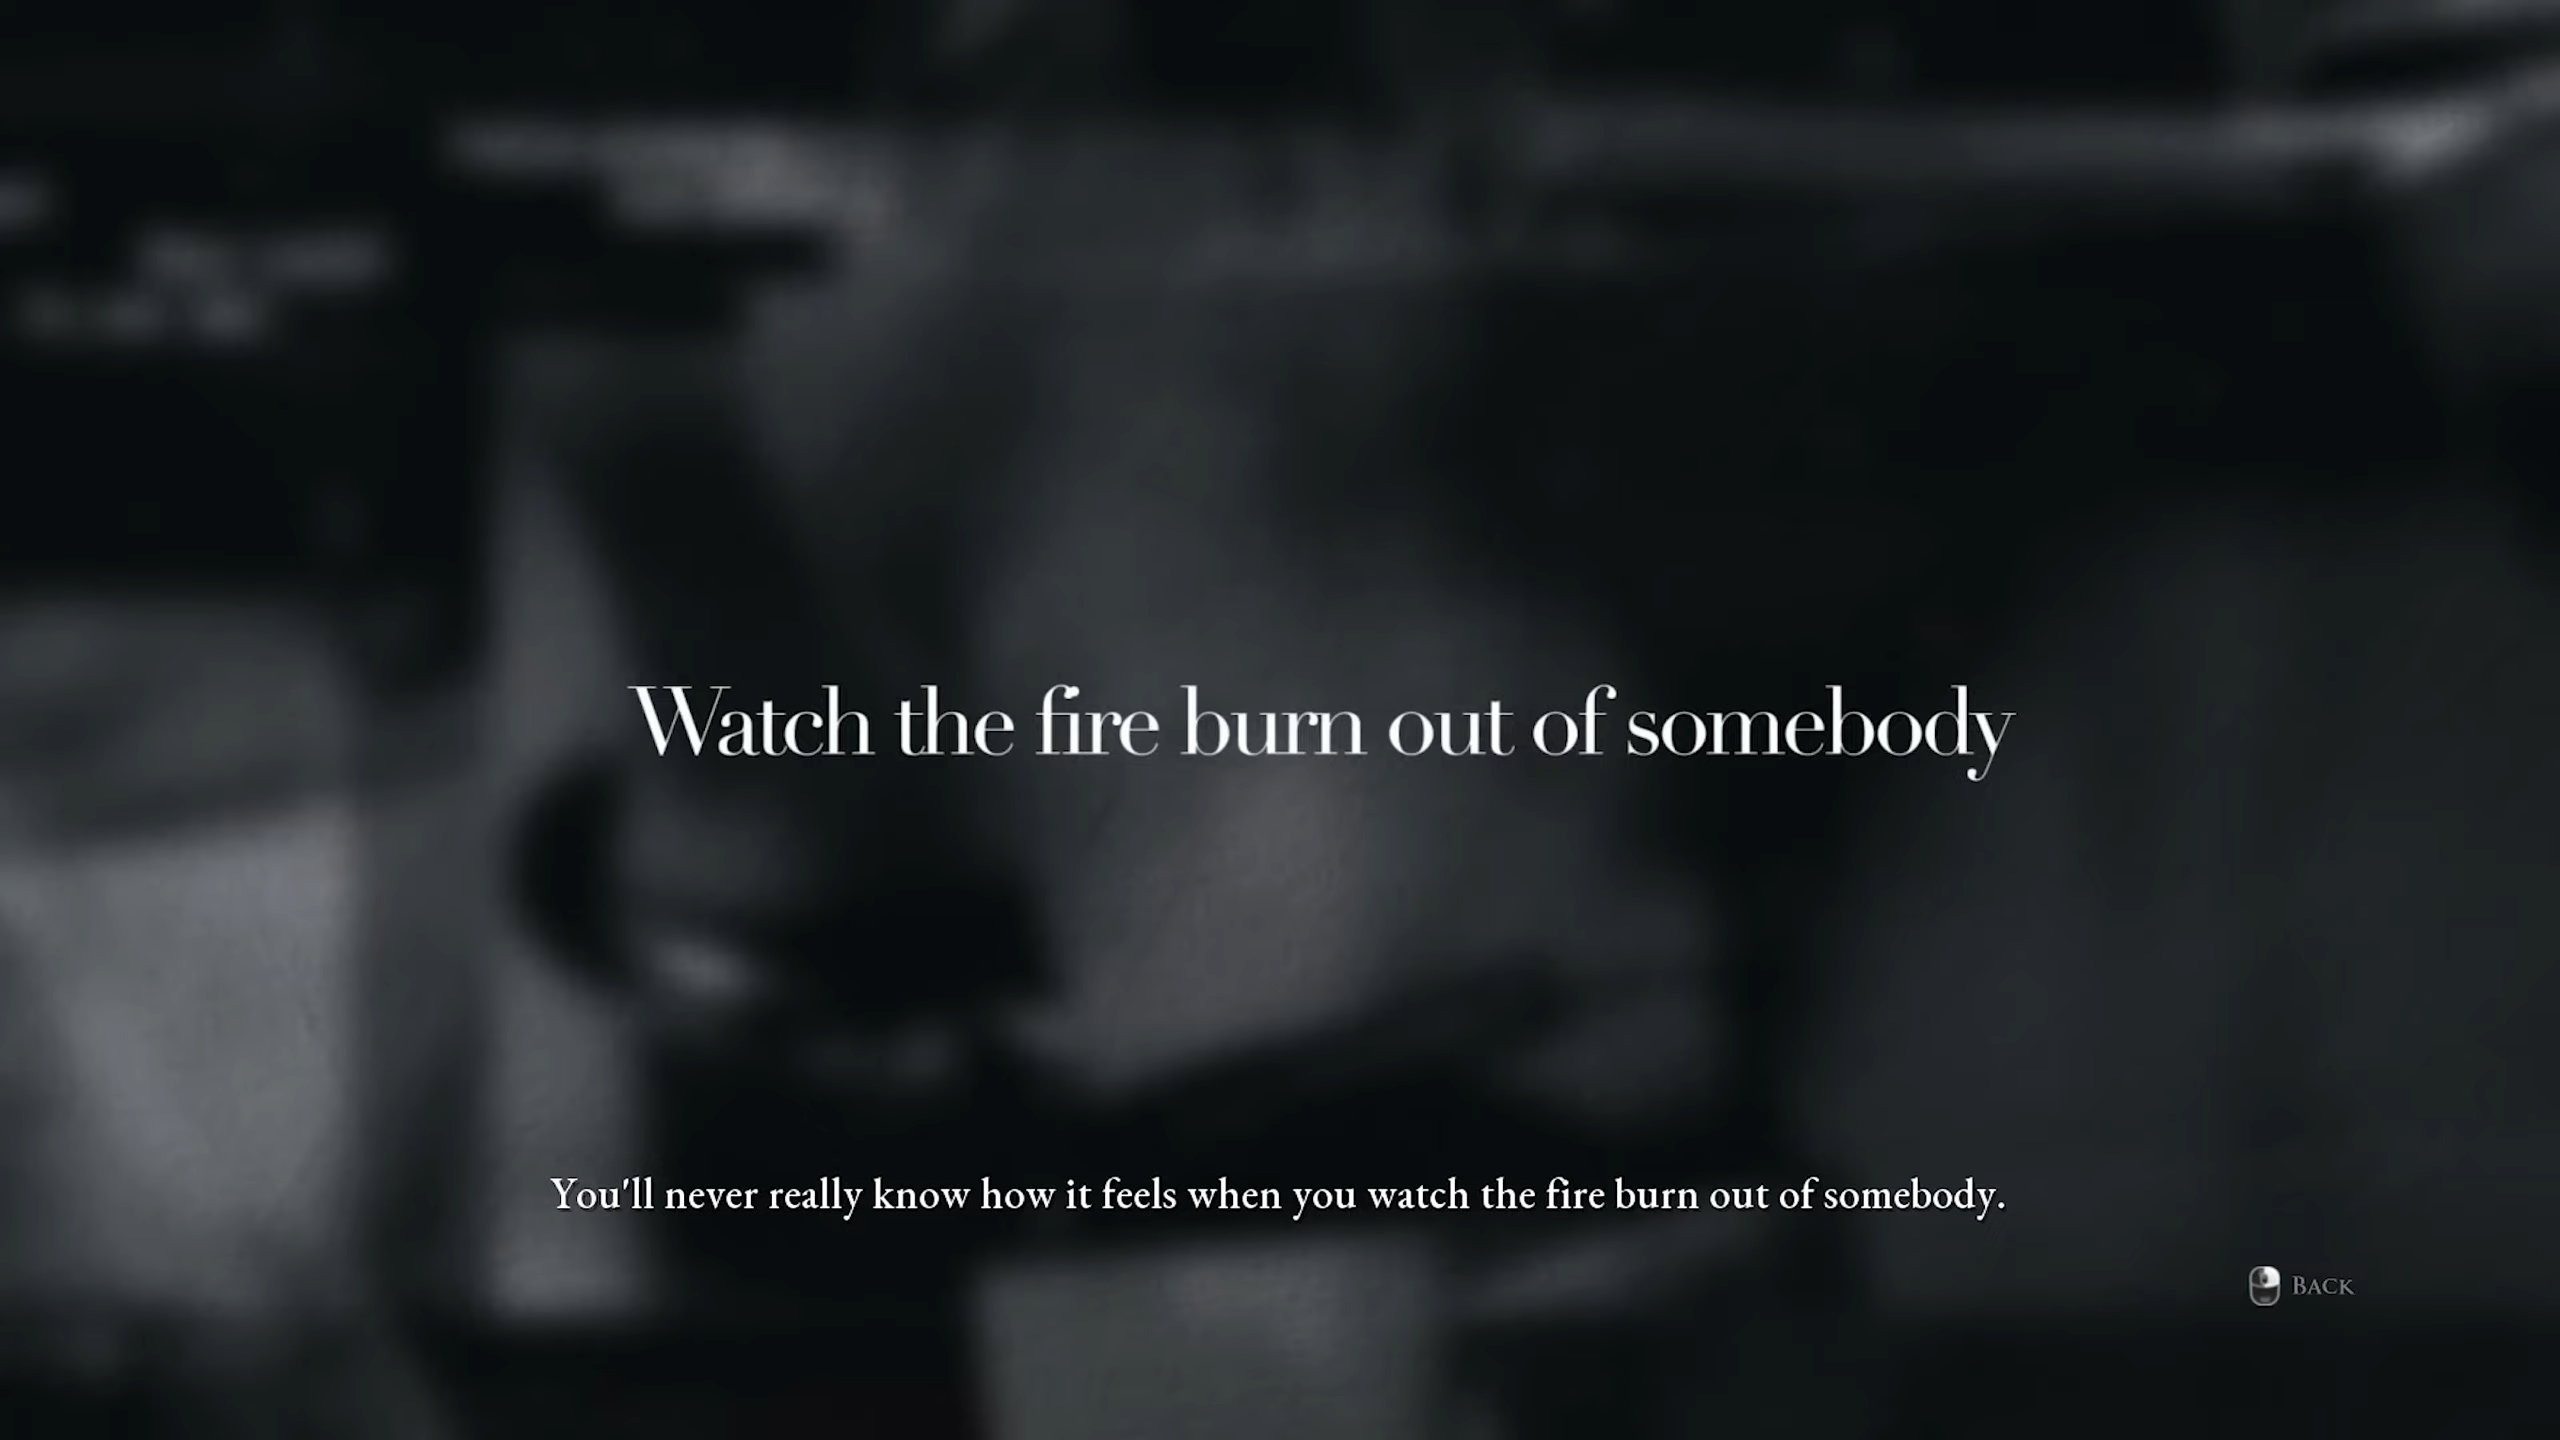 Watch the fire burn out of somebody
You'll never really know how it feels when you watch the fire burn out of somebody.
Back